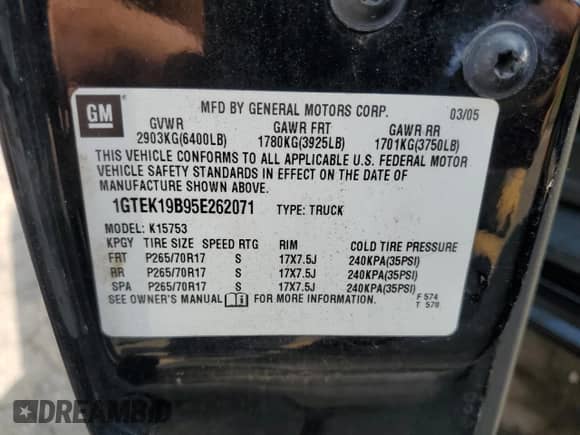 GM
MFD BY GENERAL MOTORS CORP. 03/05
GVWR GAWR FRT GAWR RR
2903KG(6400LB) 1780KG(3925LB) 1701KG(3750LB)
THIS VEHICLE CONFORMS TO ALL APPLICABLE U.S. FEDERAL MOTOR
VEHICLE SAFETY STANDARDS IN EFFECT ON THE DATE OF
MANUFACTURE SHOWN ABOVE.
1GTEK19B95E262071 TYPE: TRUCK
MODEL: K15753
KPGY TIRE SIZE SPEED RTG RIM COLD TIRE PRESSURE
FRT P265/70R17 S 17X7.5J 240KPA(35PSI)
RR P265/70R17 S 17X7.5J 240KPA(35PSI)
SPA P265/70R17 S 17X7.5J 240KPA(35PSI)
SEE OWNER'S MANUAL FOR MORE INFORMATION. F 574
T 570
DREAMBID